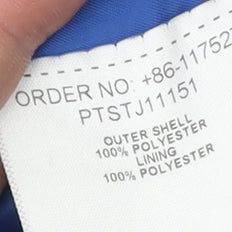 ORDER NO: +86-11752
PTSTJ11151
OUTER SHELL
100% POLYESTER
LINING
100% POLYESTER